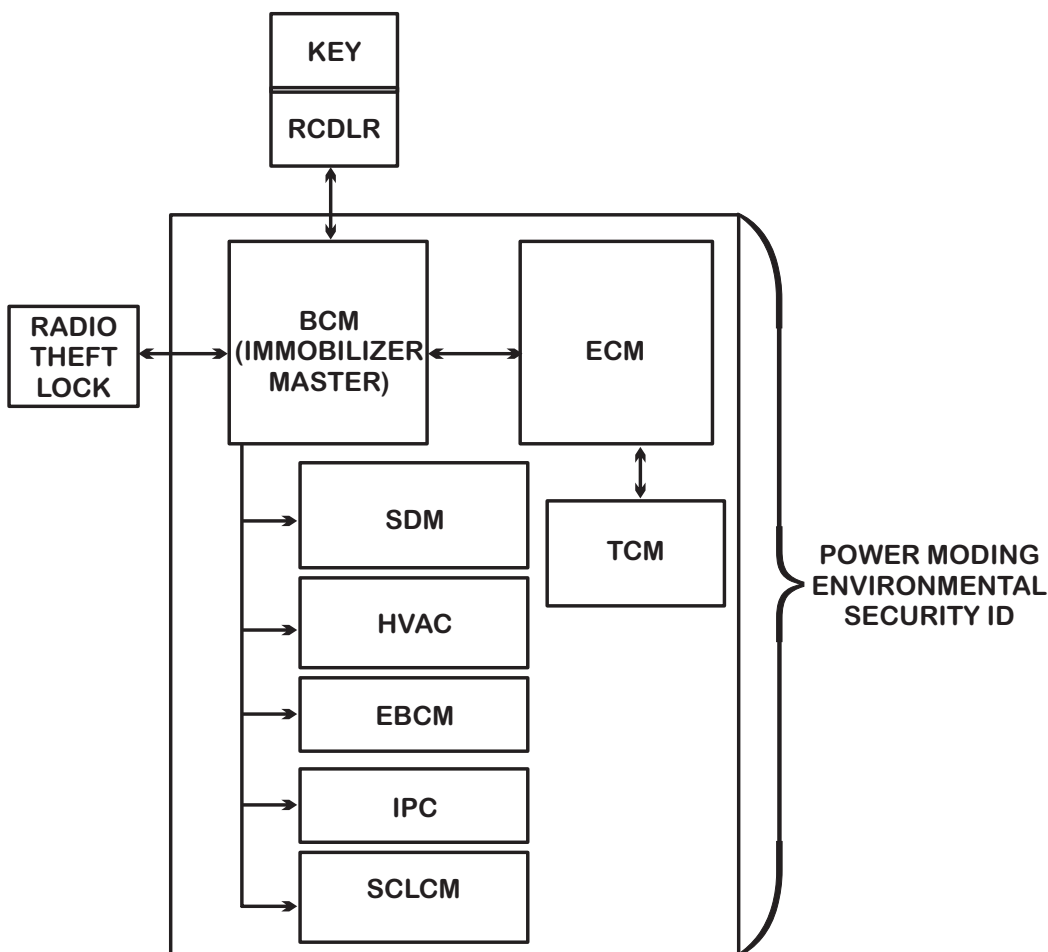 KEY
RCDLR
RADIO
THEFT
LOCK
BCM
(IMMOBILIZER
MASTER)
ECM
SDM
TCM
HVAC
EBCM
IPC
SCLCM
POWER MODING
ENVIRONMENTAL
SECURITY ID